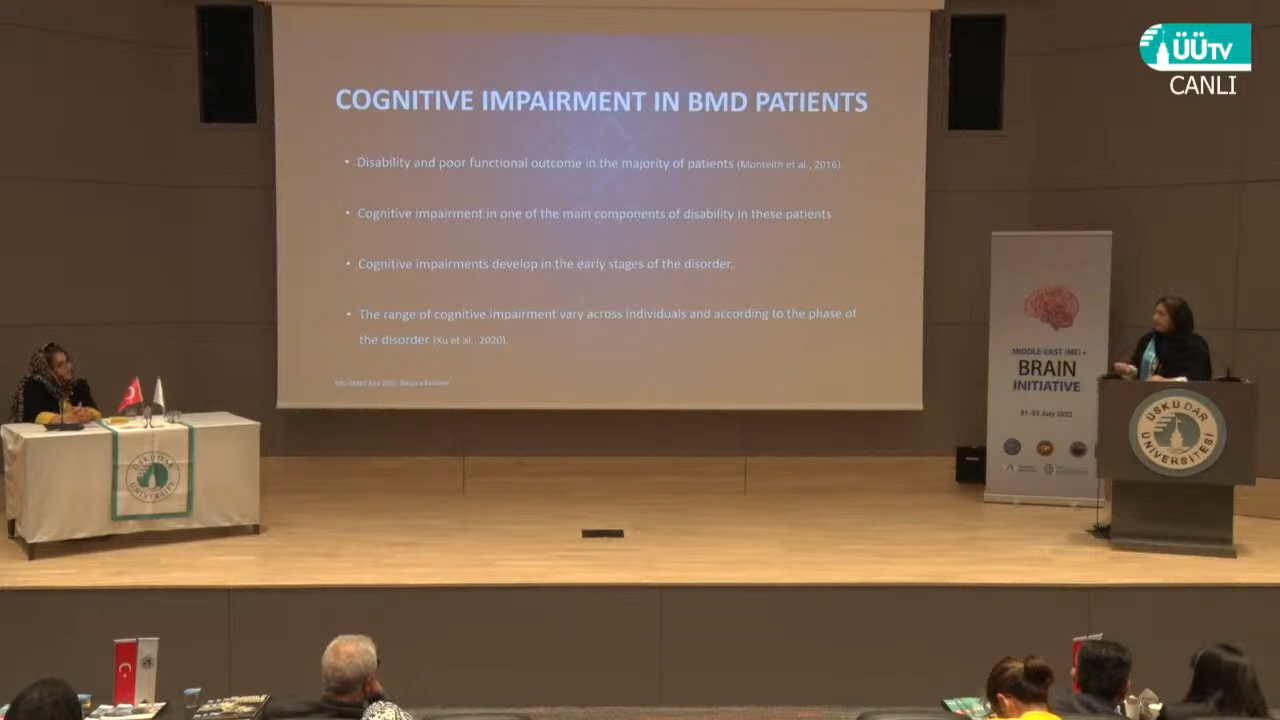 ÜÜTV
CANLI
COGNITIVE IMPAIRMENT IN BMD PATIENTS
• Disability and poor functional outcome in the majority of patients (Monteith et al., 2016)
• Cognitive impairment in one of the main components of disability in these patients
• Cognitive impairments develop in the early stages of the disorder.
• The range of cognitive impairment vary across individuals and according to the phase of
the disorder (Xu et al., 2020).
MIDDLE-EAST (ME) +
BRAIN
INITIATIVE
01-03 July 2022
ÜSKÜDAR
ÜNİVERSİTESİ
ÜSKÜDAR